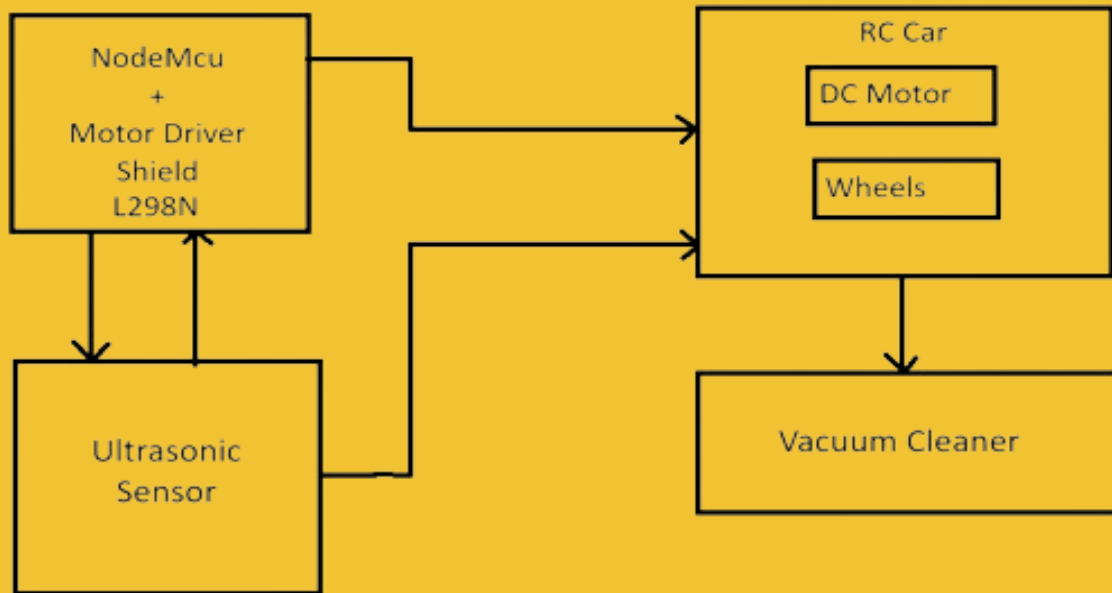 NodeMcu
+
Motor Driver
Shield
L298N
RC Car
DC Motor
Wheels
Ultrasonic
Sensor
Vacuum Cleaner